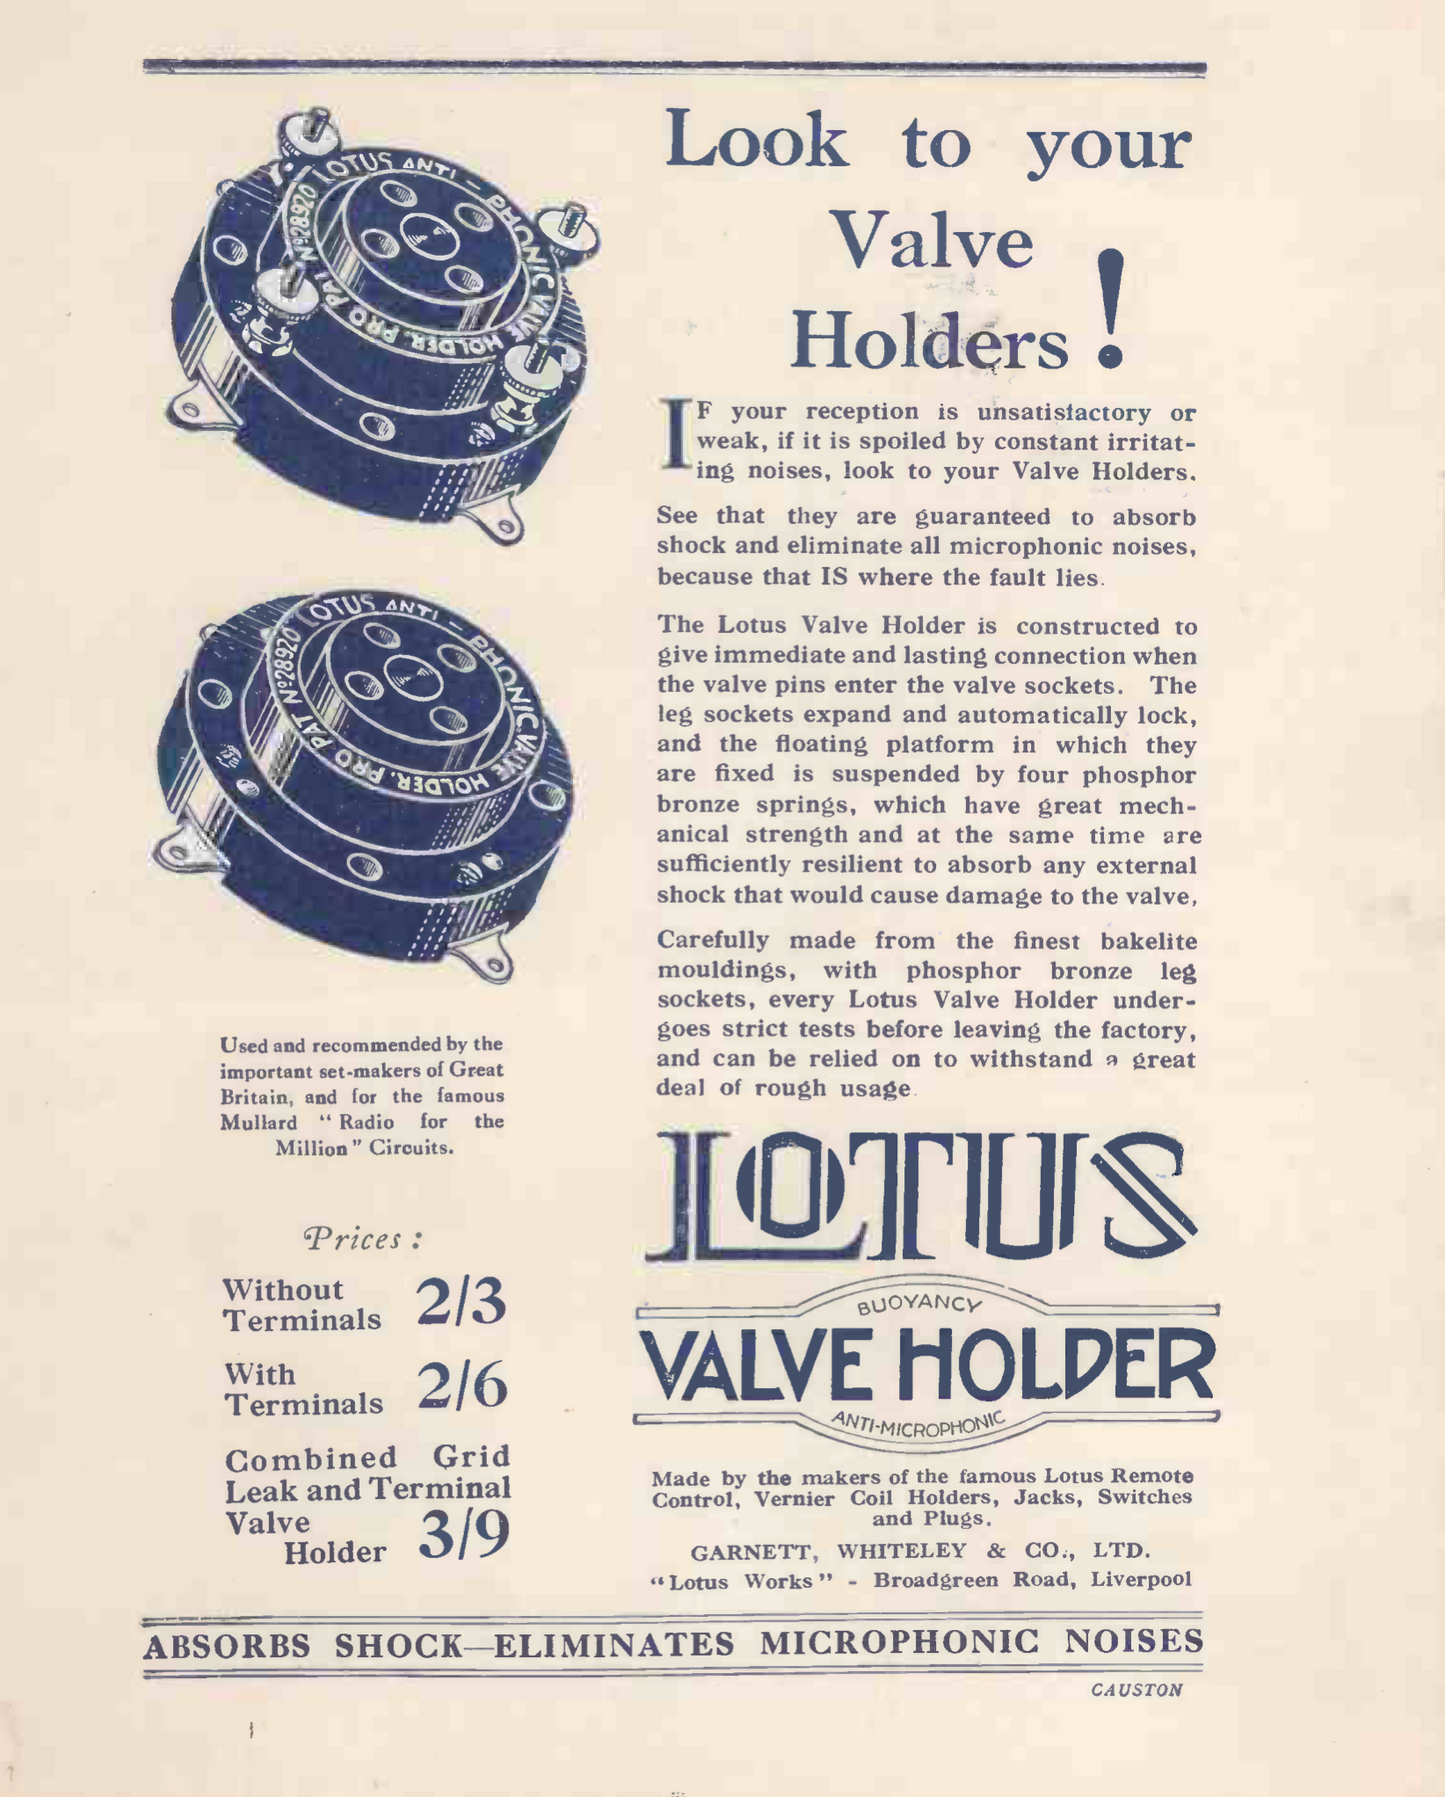 Look to your
Valve
Holders!
IF your reception is unsatisfactory or
weak, if it is spoiled by constant irritat-
ing noises, look to your Valve Holders.
See that they are guaranteed to absorb
shock and eliminate all microphonic noises,
because that IS where the fault lies.
The Lotus Valve Holder is constructed to
give immediate and lasting connection when
the valve pins enter the valve sockets. The
leg sockets expand and automatically lock,
and the floating platform in which they
are fixed is suspended by four phosphor
bronze springs, which have great mech-
anical strength and at the same time are
sufficiently resilient to absorb any external
shock that would cause damage to the valve,
Carefully made from the finest bakelite
mouldings, with phosphor bronze leg
sockets, every Lotus Valve Holder under-
goes strict tests before leaving the factory,
and can be relied on to withstand a great
deal of rough usage.
LOTUS
BUOYANCY
VALVE HOLDER
ANTI-MICROPHONIC
Made by the makers of the famous Lotus Remote
Control, Vernier Coil Holders, Jacks, Switches
and Plugs.
GARNETT, WHITELEY & CO., LTD.
"Lotus Works" - Broadgreen Road, Liverpool
LOTUS ANTI-PHONIC VALVE HOLDER. PRO PAT Nº28920
LOTUS ANTI-PHONIC VALVE HOLDER. PRO PAT Nº28920
Used and recommended by the
important set-makers of Great
Britain, and for the famous
Mullard "Radio for the
Million" Circuits.
Prices:
Without
Terminals 2/3
With
Terminals 2/6
Combined Grid
Leak and Terminal
Valve
Holder 3/9
ABSORBS SHOCK—ELIMINATES MICROPHONIC NOISES
CAUSTON